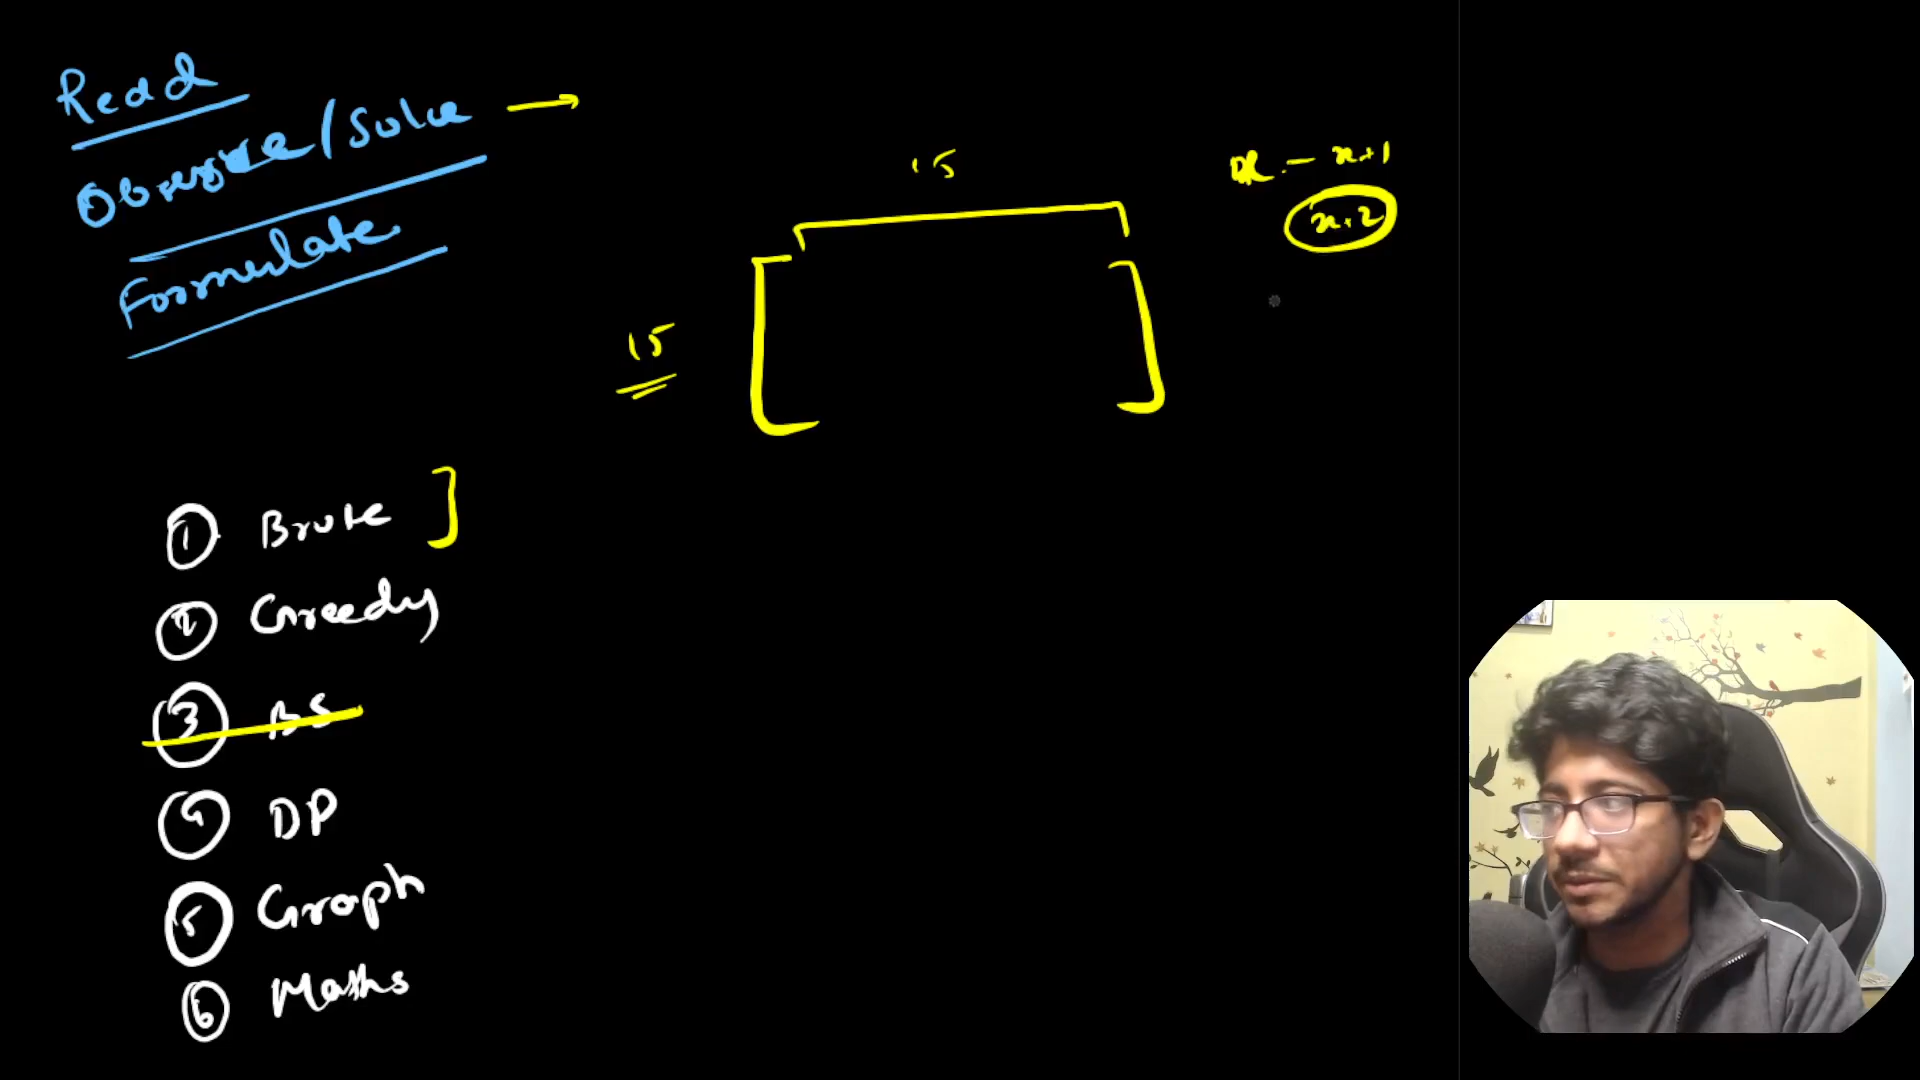 Read
Observe/Solve →
Formulate
15
x - x+1
x+2
15
① Brute ]
② Greedy
③ BS
④ DP
⑤ Graph
⑥ Maths